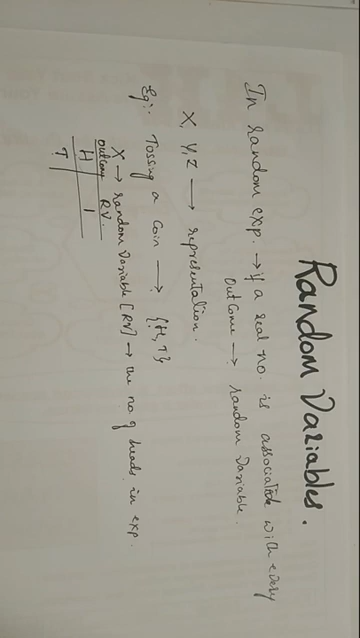 Random Variables.
In random exp. → if a real no. is associated with every
outcome → random variable.
X, Y, Z → representation.
Eg:- Tossing a coin → {H, T}
X → random variable [RV] → the no of heads in exp.
outcome RV.
H 1
T